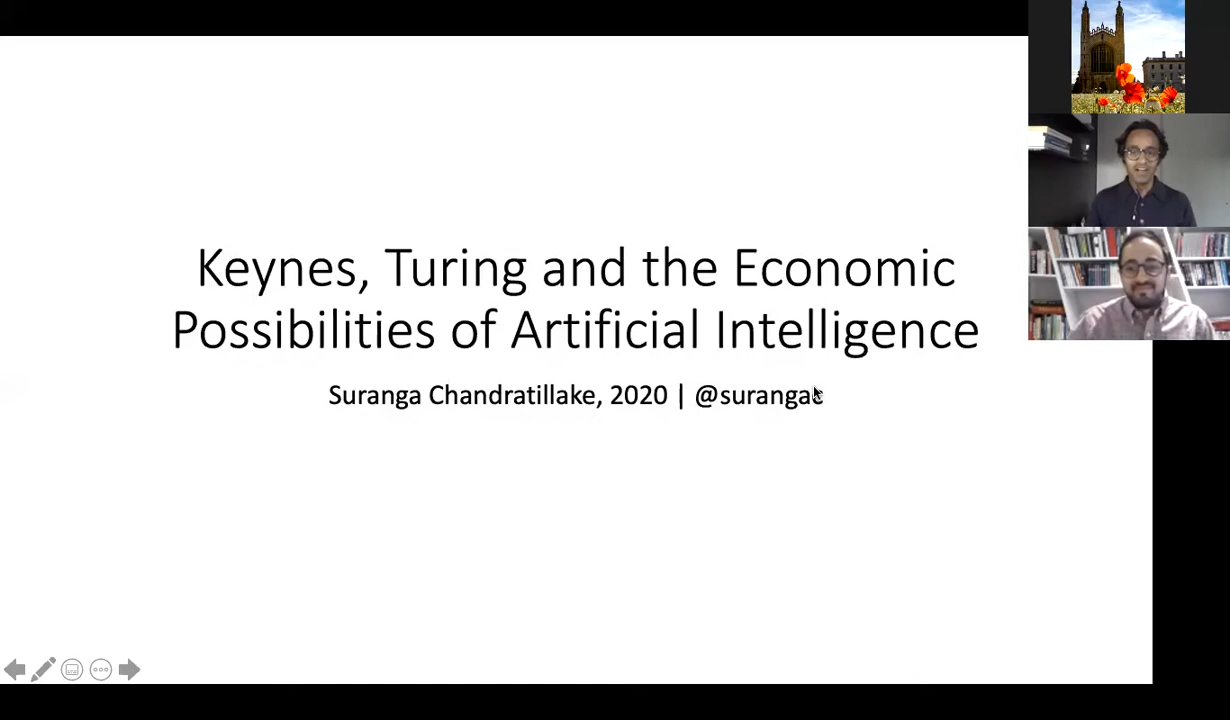 Keynes, Turing and the Economic
Possibilities of Artificial Intelligence
Suranga Chandratillake, 2020 | @surangac